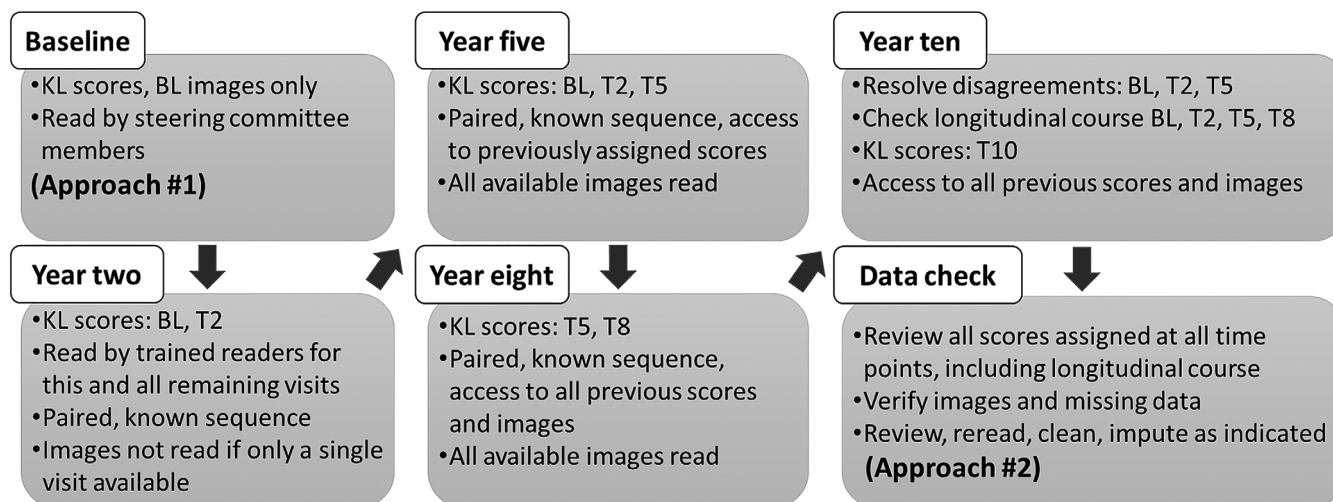 Baseline
•KL scores, BL images only
•Read by steering committee
members
(Approach #1)
Year two
•KL scores: BL, T2
•Read by trained readers for
this and all remaining visits
•Paired, known sequence
•Images not read if only a single
visit available
Year five
•KL scores: BL, T2, T5
•Paired, known sequence, access
to previously assigned scores
•All available images read
Year eight
•KL scores: T5, T8
•Paired, known sequence,
access to all previous scores
and images
•All available images read
Year ten
•Resolve disagreements: BL, T2, T5
•Check longitudinal course BL, T2, T5, T8
•KL scores: T10
•Access to all previous scores and images
Data check
•Review all scores assigned at all time
points, including longitudinal course
•Verify images and missing data
•Review, reread, clean, impute as indicated
(Approach #2)